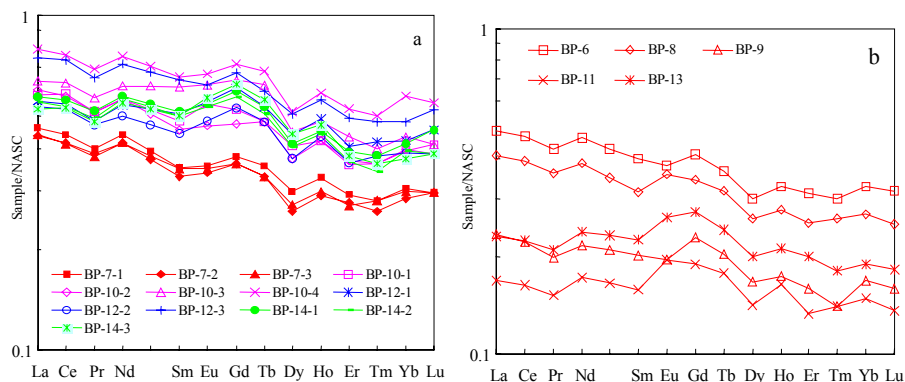 1
a
Sample/NASC
BP-7-1 BP-7-2 BP-7-3 BP-10-1
BP-10-2 BP-10-3 BP-10-4 BP-12-1
BP-12-2 BP-12-3 BP-14-1 BP-14-2
BP-14-3
0.1
La Ce Pr Nd Sm Eu Gd Tb Dy Ho Er Tm Yb Lu
1
b
BP-6 BP-8 BP-9
BP-11 BP-13
Sample/NASC
0.1
La Ce Pr Nd Sm Eu Gd Tb Dy Ho Er Tm Yb Lu